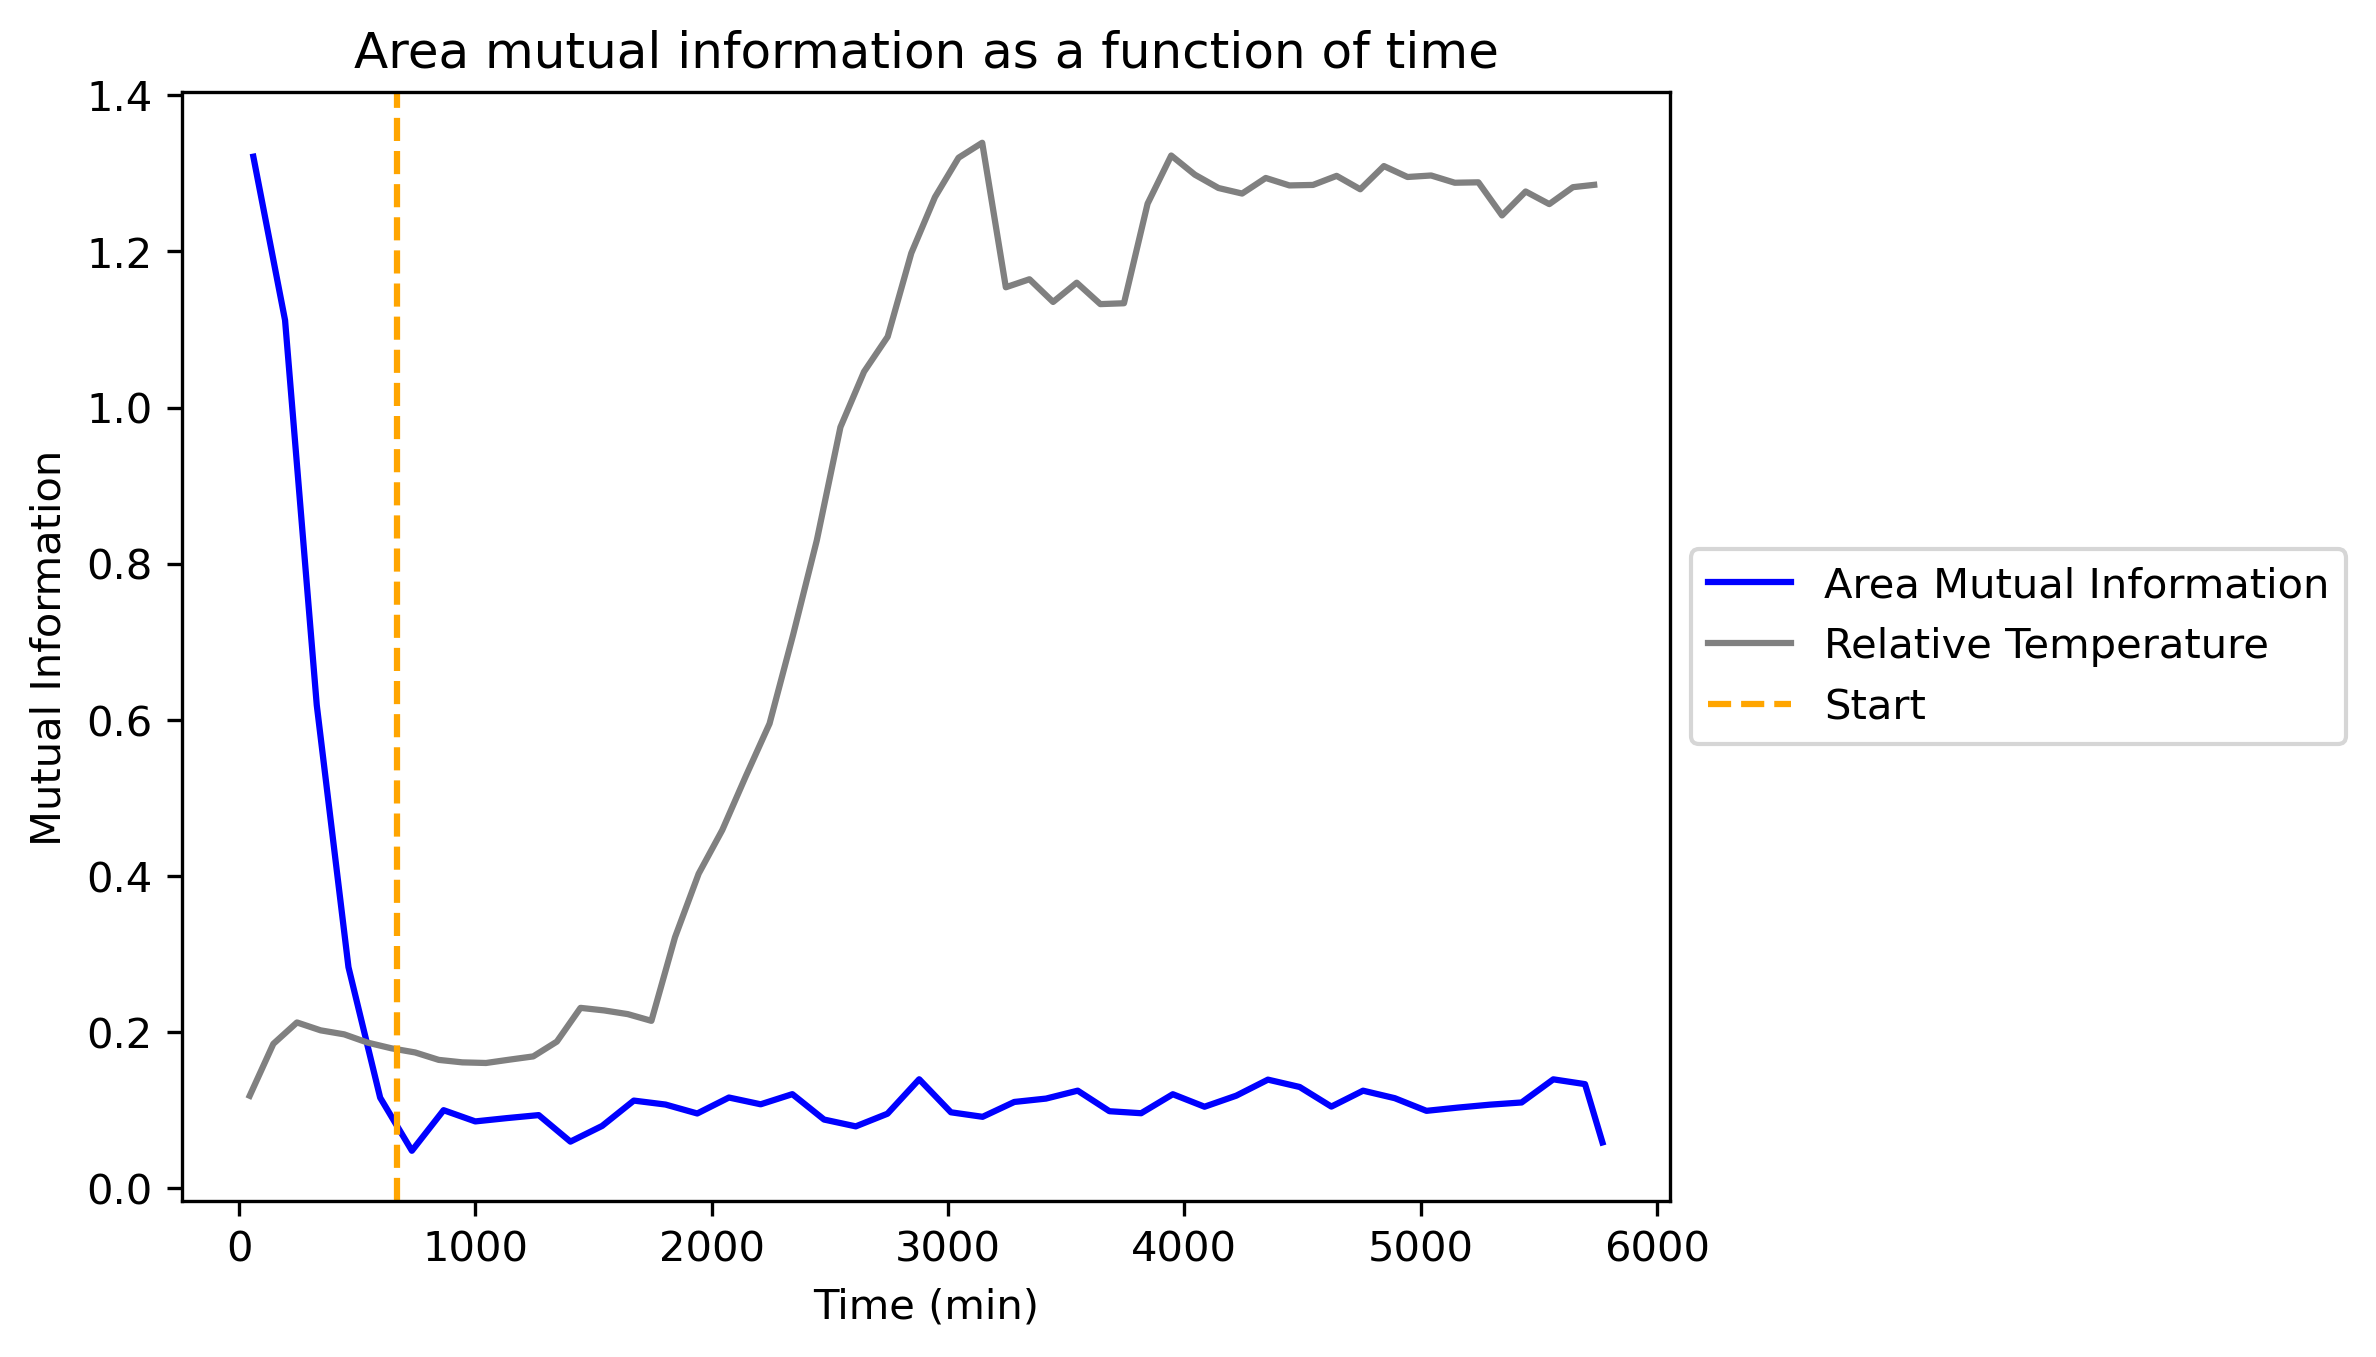 Area mutual information as a function of time
Mutual Information
1.4
1.2
1.0
0.8
0.6
0.4
0.2
0.0
0 1000 2000 3000 4000 5000 6000
Time (min)
Area Mutual Information
Relative Temperature
Start